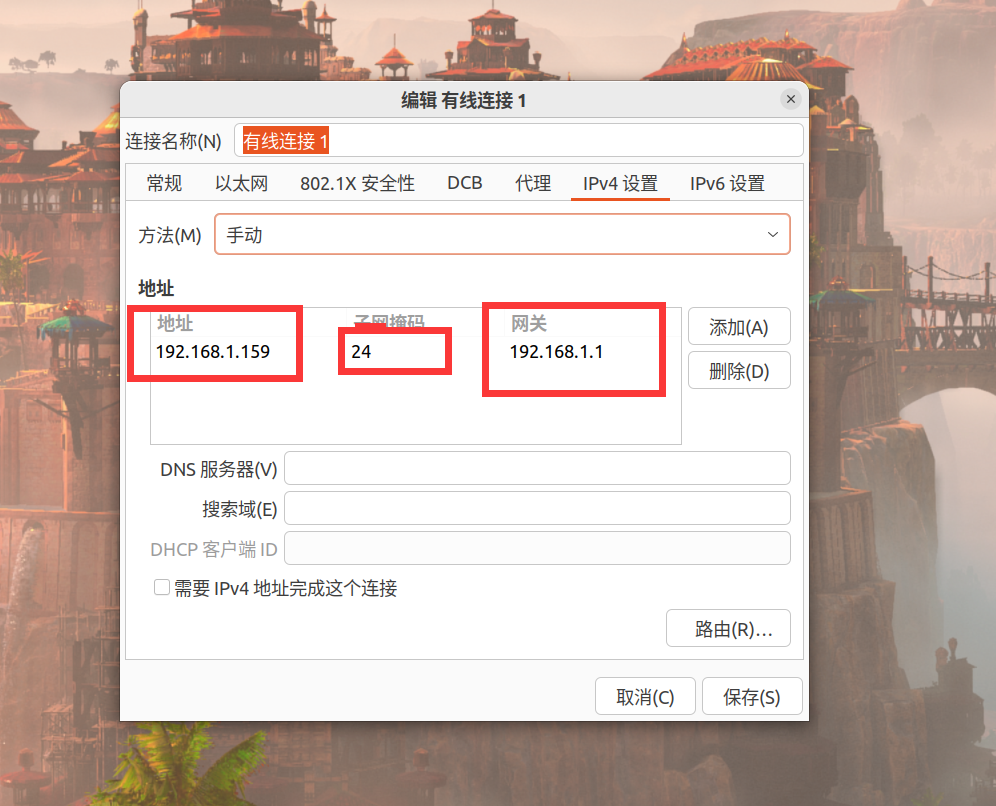 编辑 有线连接 1
连接名称(N) 有线连接 1
常规 以太网 802.1X 安全性 DCB 代理 IPv4 设置 IPv6 设置
方法(M) 手动
地址
地址 子网掩码 网关
192.168.1.159 24 192.168.1.1
添加(A)
删除(D)
DNS 服务器(V)
搜索域(E)
DHCP 客户端 ID
需要 IPv4 地址完成这个连接
路由(R)...
取消(C) 保存(S)